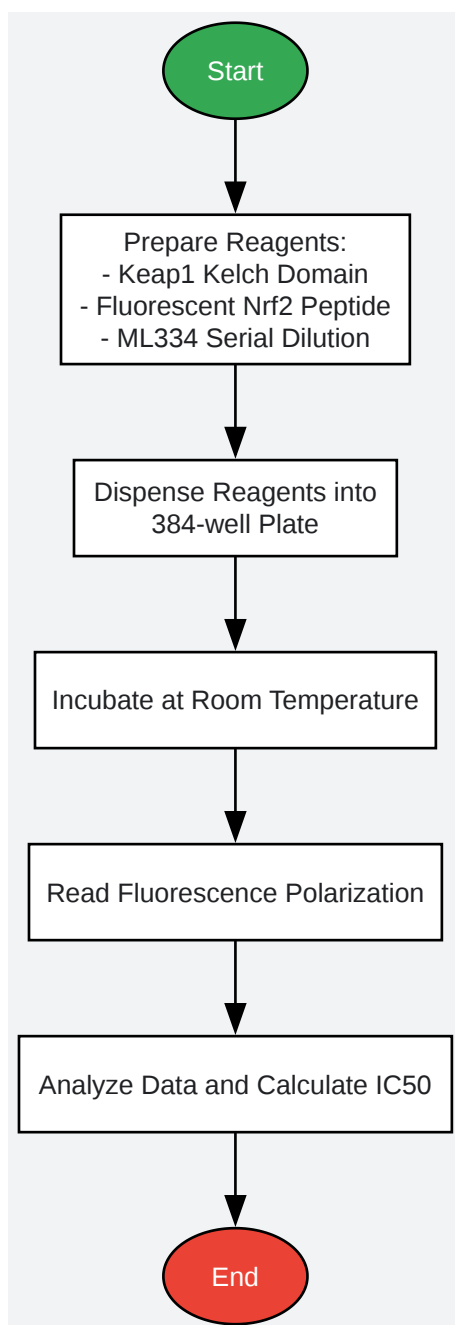 Start
Prepare Reagents:
- Keap1 Kelch Domain
- Fluorescent Nrf2 Peptide
- ML334 Serial Dilution
Dispense Reagents into
384-well Plate
Incubate at Room Temperature
Read Fluorescence Polarization
Analyze Data and Calculate IC50
End